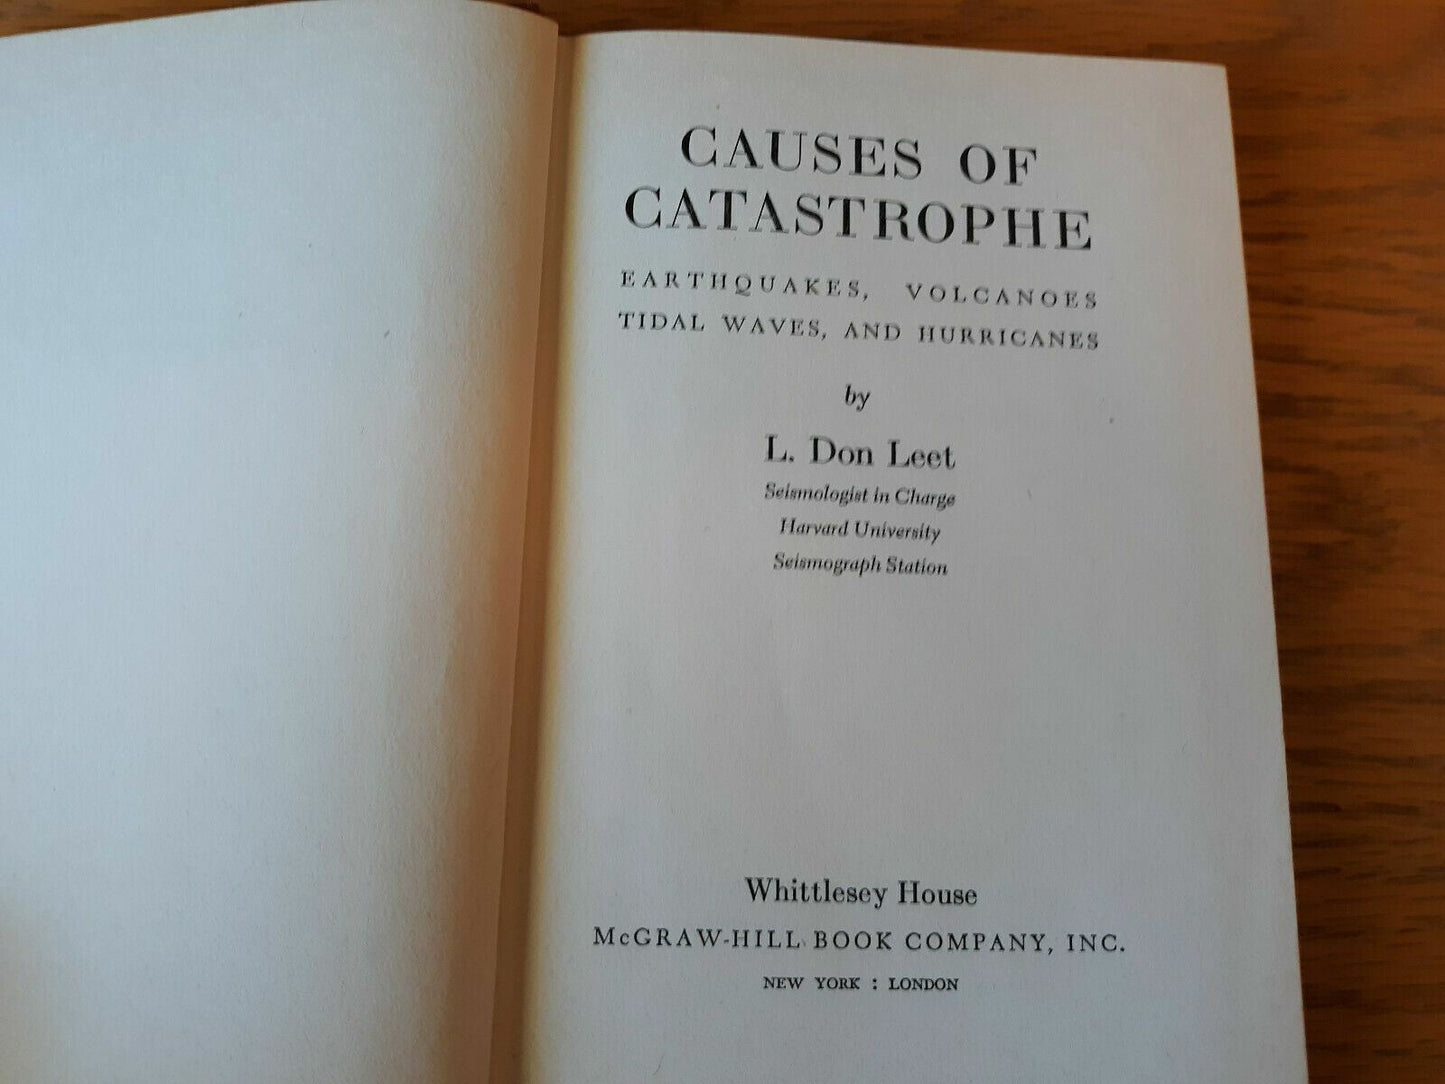 CAUSES OF
CATASTROPHE
EARTHQUAKES, VOLCANOES
TIDAL WAVES, AND HURRICANES
by
L. Don Leet
Seismologist in Charge
Harvard University
Seismograph Station
Whittlesey House
McGRAW-HILL BOOK COMPANY, INC.
NEW YORK : LONDON